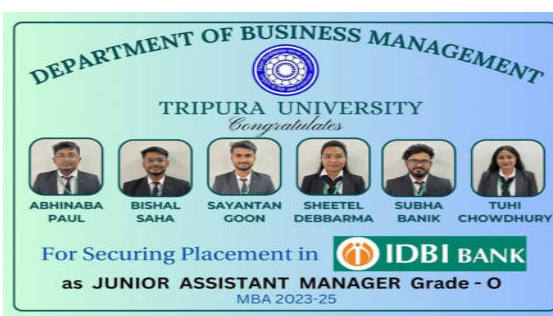 DEPARTMENT OF BUSINESS MANAGEMENT
TRIPURA UNIVERSITY
Congratulates
ABHINABA PAUL
BISHAL SAHA
SAYANTAN GOON
SHEETEL DEBBARMA
SUBHA BANIK
TUHI CHOWDHURY
For Securing Placement in IDBI BANK
as JUNIOR ASSISTANT MANAGER Grade - O
MBA 2023-25